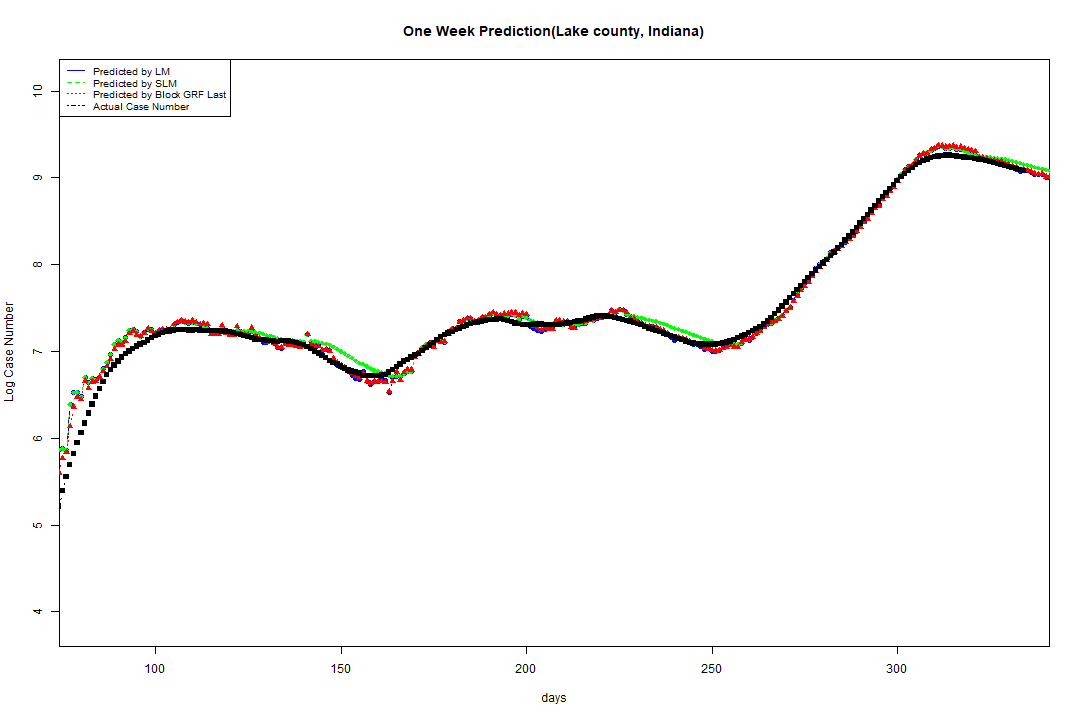 One Week Prediction(Lake county, Indiana)
Predicted by LM
Predicted by SLM
Predicted by Block GRF Last
Actual Case Number
10
9
8
7
6
5
4
Log Case Number
100 150 200 250 300
days